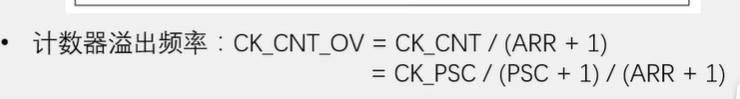 • 计数器溢出频率：CK_CNT_OV = CK_CNT / (ARR + 1)
= CK_PSC / (PSC + 1) / (ARR + 1)